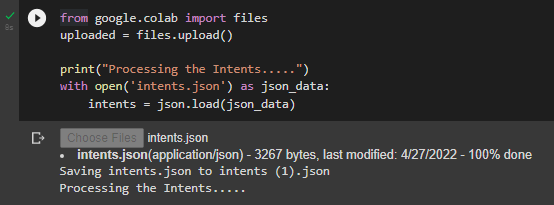 from google.colab import files
uploaded = files.upload()
print("Processing the Intents.....")
with open('intents.json') as json_data:
    intents = json.load(json_data)
Choose Files intents.json
• intents.json(application/json) - 3267 bytes, last modified: 4/27/2022 - 100% done
Saving intents.json to intents (1).json
Processing the Intents.....